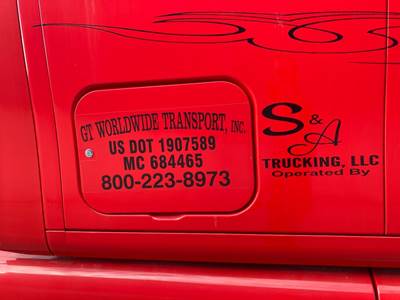 GT WORLDWIDE TRANSPORT, INC.
US DOT 1907589
MC 684465
800-223-8973
S & A
TRUCKING, LLC
Operated By